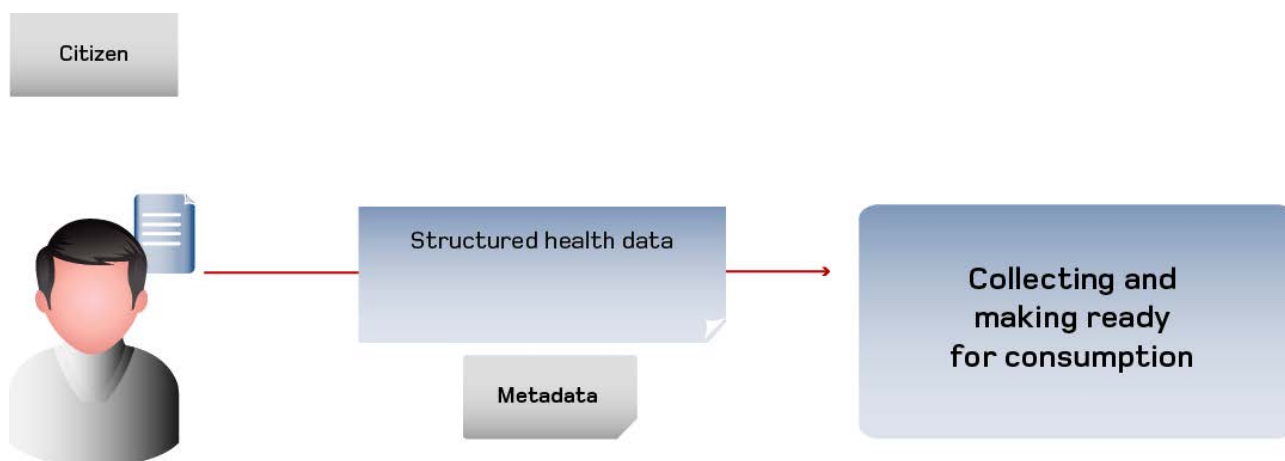 Citizen
Structured health data
Collecting and
making ready
for consumption
Metadata